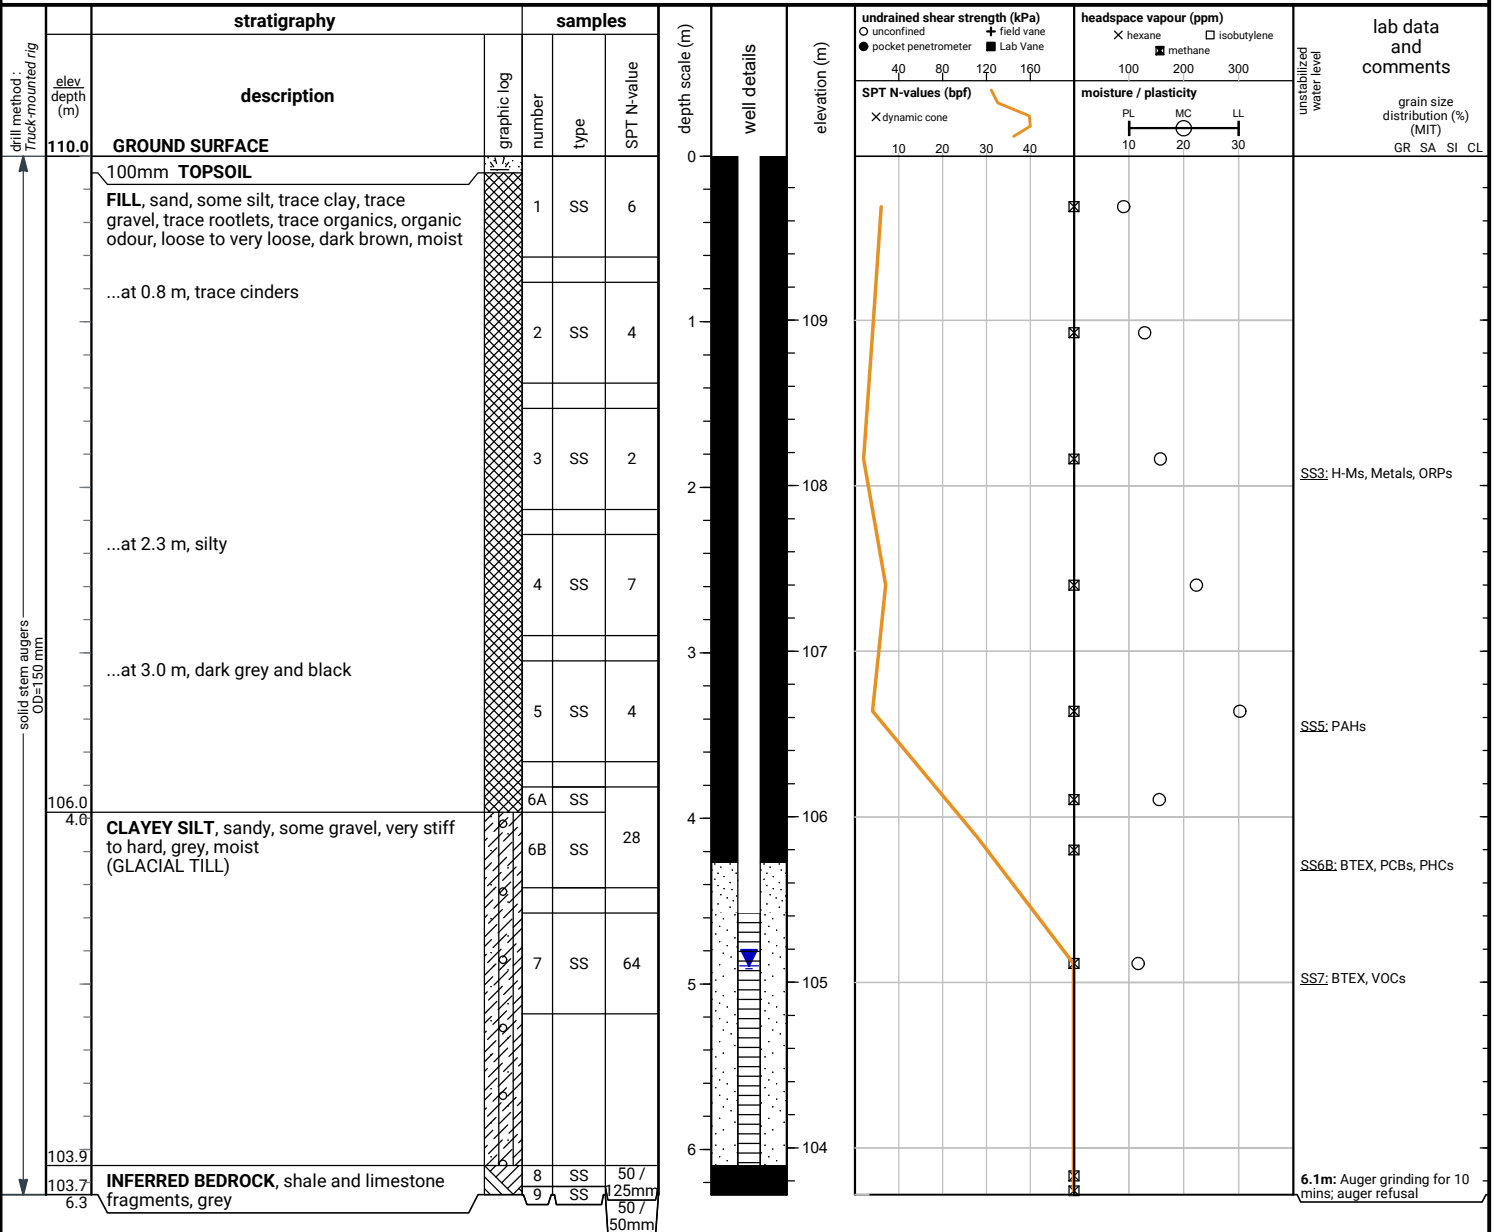 drill method :
Truck-mounted rig
stratigraphy
samples
elev
depth
(m)
description
graphic log
number
type
SPT N-value
depth scale (m)
well details
elevation (m)
undrained shear strength (kPa)
unconfined
field vane
pocket penetrometer
Lab Vane
40 80 120 160
SPT N-values (bpf)
dynamic cone
10 20 30 40
headspace vapour (ppm)
hexane
isobutylene
methane
100 200 300
moisture / plasticity
PL MC LL
10 20 30
unstabilized
water level
lab data
and
comments
grain size
distribution (%)
(MIT)
GR SA SI CL
110.0 GROUND SURFACE
100mm TOPSOIL
FILL, sand, some silt, trace clay, trace
gravel, trace rootlets, trace organics, organic
odour, loose to very loose, dark brown, moist
...at 0.8 m, trace cinders
...at 2.3 m, silty
...at 3.0 m, dark grey and black
106.0
4.0
CLAYEY SILT, sandy, some gravel, very stiff
to hard, grey, moist
(GLACIAL TILL)
103.9
INFERRED BEDROCK, shale and limestone
fragments, grey
103.7
6.3
solid stem augers
OD=150 mm
1 SS 6
2 SS 4
3 SS 2
4 SS 7
5 SS 4
6A SS
6B SS
28
7 SS 64
8 SS 50 /
125mm
9 SS
50 /
50mm
0
1
2
3
4
5
6
109
108
107
106
105
104
SS3: H-Ms, Metals, ORPs
SS5: PAHs
SS6B: BTEX, PCBs, PHCs
SS7: BTEX, VOCs
6.1m: Auger grinding for 10
mins; auger refusal